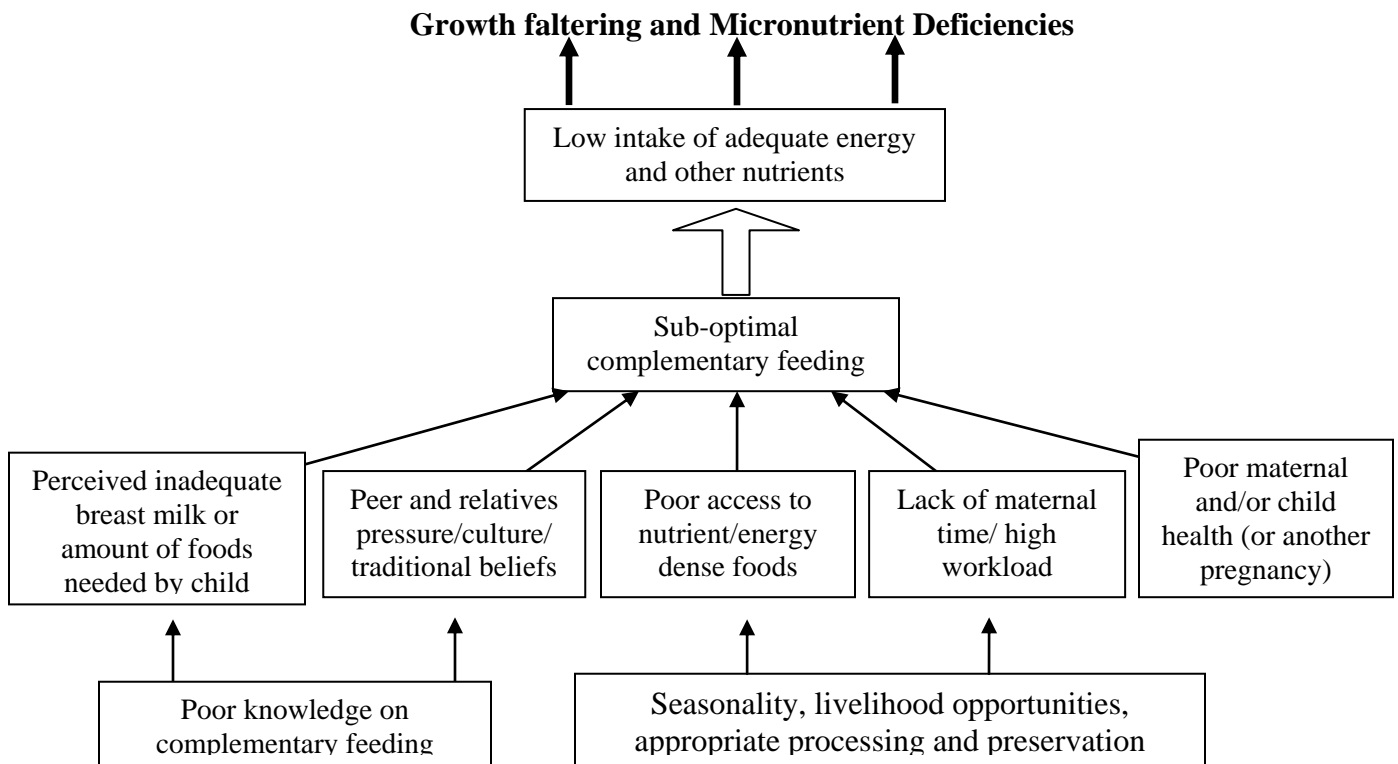 Growth faltering and Micronutrient Deficiencies
Low intake of adequate energy
and other nutrients
Sub-optimal
complementary feeding
Perceived inadequate
breast milk or
amount of foods
needed by child
Peer and relatives
pressure/culture/
traditional beliefs
Poor access to
nutrient/energy
dense foods
Lack of maternal
time/ high
workload
Poor maternal
and/or child
health (or another
pregnancy)
Poor knowledge on
complementary feeding
Seasonality, livelihood opportunities,
appropriate processing and preservation